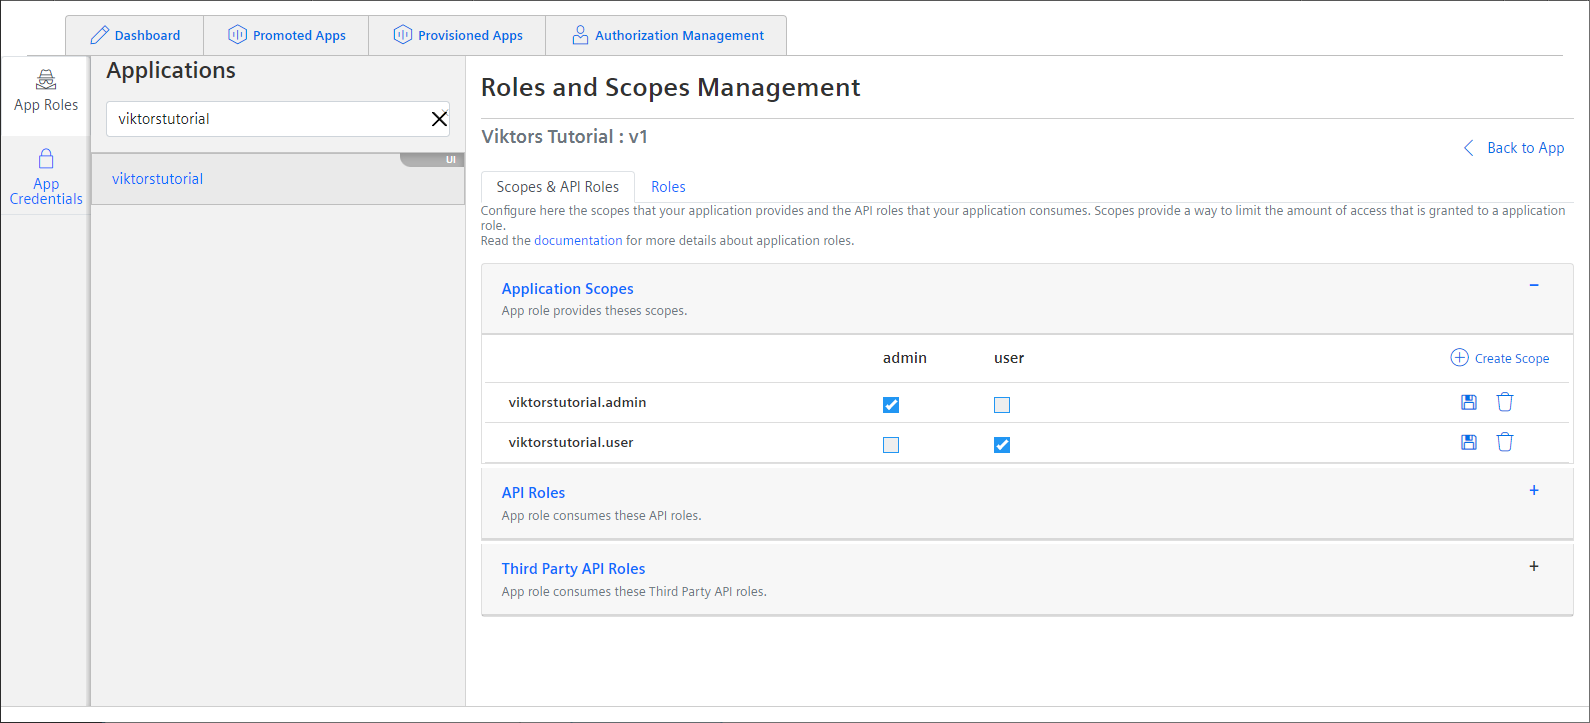 Dashboard
Promoted Apps
Provisioned Apps
Authorization Management
App Roles
App
Credentials
Applications
viktorstutorial
UI
viktorstutorial
Roles and Scopes Management
Viktors Tutorial : v1
Back to App
Scopes & API Roles
Roles
Configure here the scopes that your application provides and the API roles that your application consumes. Scopes provide a way to limit the amount of access that is granted to a application
role.
Read the documentation for more details about application roles.
Application Scopes
App role provides theses scopes.
admin
user
Create Scope
viktorstutorial.admin
viktorstutorial.user
API Roles
App role consumes these API roles.
Third Party API Roles
App role consumes these Third Party API roles.